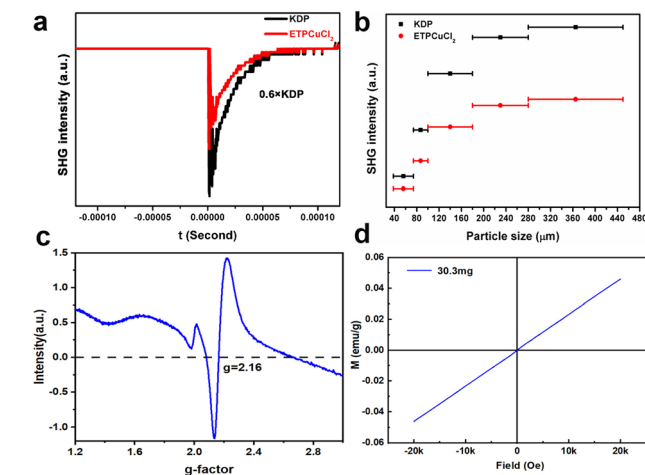 a
KDP
ETPCuCl2
0.6×KDP
SHG intensity (a.u.)
-0.00010 -0.00005 0.00000 0.00005 0.00010
t (Second)
b
KDP
ETPCuCl2
SHG intensity (a.u.)
40 80 120 160 200 240 280 320 360 400 440 480
Particle size (μm)
c
1.5
1.0
0.5
0.0
-0.5
-1.0
Intensity(a.u.)
g=2.16
1.2 1.6 2.0 2.4 2.8
g-factor
d
30.3mg
0.06
0.04
0.02
0.00
-0.02
-0.04
-0.06
M (emu/g)
-20k -10k 0 10k 20k
Field (Oe)